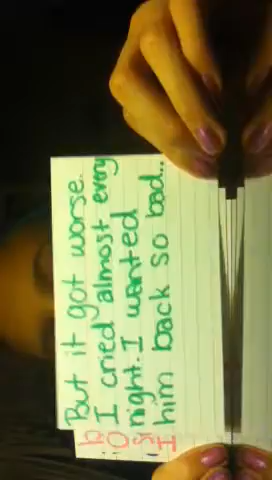 But it got worse.
I cried almost every
night. I wanted
him back so bad...